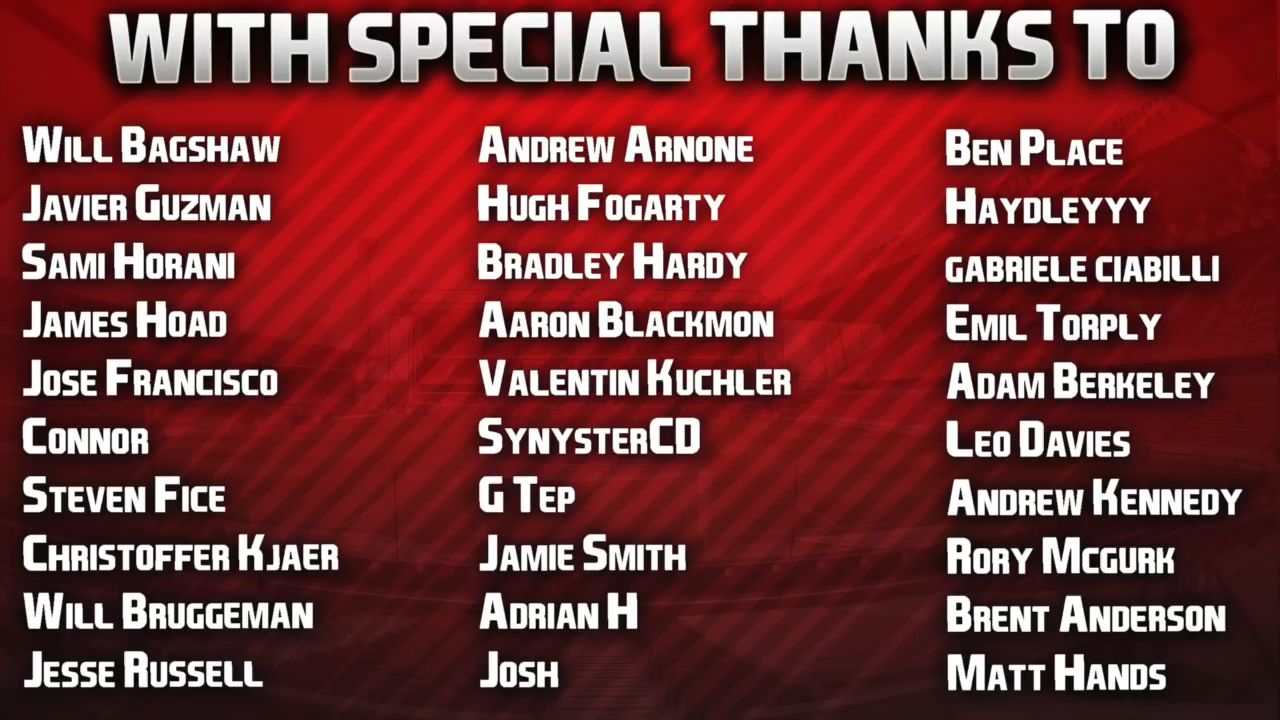 WITH SPECIAL THANKS TO
Will Bagshaw
Javier Guzman
Sami Horani
James Hoad
Jose Francisco
Connor
Steven Fice
Christoffer Kjaer
Will Bruggeman
Jesse Russell
Andrew Arnone
Hugh Fogarty
Bradley Hardy
Aaron Blackmon
Valentin Kuchler
SynysterCD
G Tep
Jamie Smith
Adrian H
Josh
Ben Place
Haydleyyy
gabriele ciabilli
Emil Torply
Adam Berkeley
Leo Davies
Andrew Kennedy
Rory Mcgurk
Brent Anderson
Matt Hands